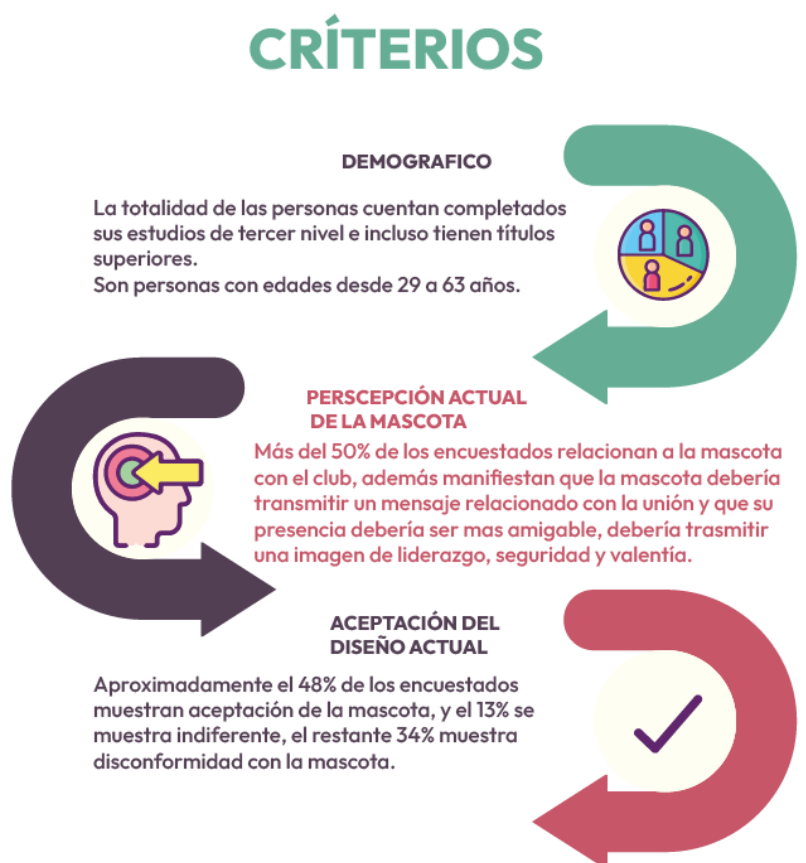 CRÍTERIOS
DEMOGRAFICO
La totalidad de las personas cuentan completados
sus estudios de tercer nivel e incluso tienen títulos
superiores.
Son personas con edades desde 29 a 63 años.
PERSCEPCIÓN ACTUAL
DE LA MASCOTA
Más del 50% de los encuestados relacionan a la mascota
con el club, además manifiestan que la mascota debería
transmitir un mensaje relacionado con la unión y que su
presencia debería ser mas amigable, debería trasmitir
una imagen de liderazgo, seguridad y valentía.
ACEPTACIÓN DEL
DISEÑO ACTUAL
Aproximadamente el 48% de los encuestados
muestran aceptación de la mascota, y el 13% se
muestra indiferente, el restante 34% muestra
disconformidad con la mascota.